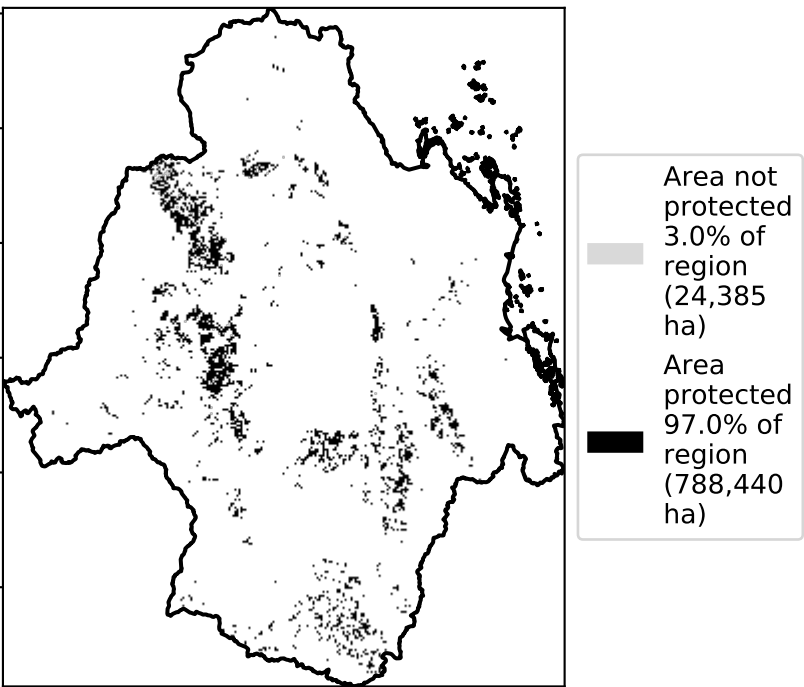 Area not
protected
3.0% of
region
(24,385
ha)
Area
protected
97.0% of
region
(788,440
ha)